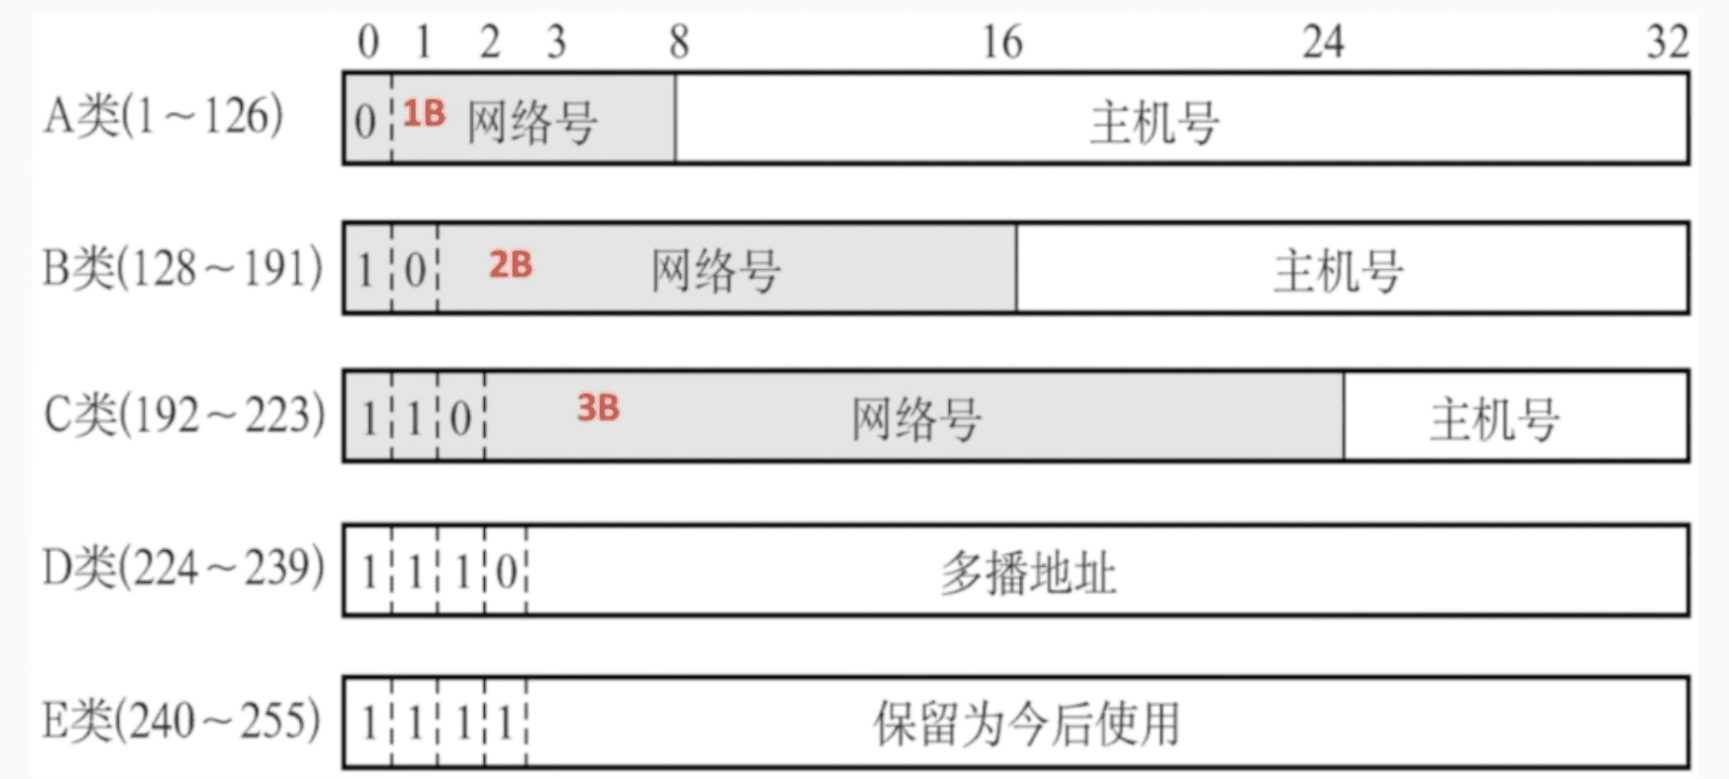 0 1 2 3 8 16 24 32
A类(1～126) 0 1B 网络号 主机号
B类(128～191) 1 0 2B 网络号 主机号
C类(192～223) 1 1 0 3B 网络号 主机号
D类(224～239) 1 1 1 0 多播地址
E类(240～255) 1 1 1 1 保留为今后使用